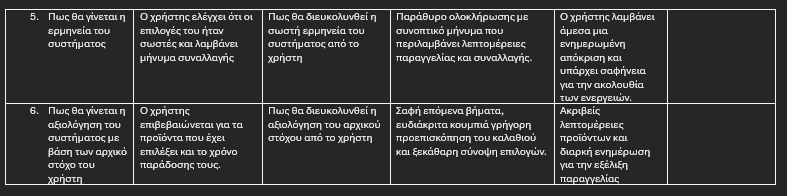 5. Πως θα γίνεται η
ερμηνεία του
συστήματος
Ο χρήστης ελέγχει ότι οι
επιλογές του ήταν
σωστές και λαμβάνει
μήνυμα συναλλαγής
Πως θα διευκολυνθεί η
σωστή ερμηνεία του
συστήματος από το
χρήστη
Παράθυρο ολοκλήρωσης με
συνοπτικό μήνυμα που
περιλαμβάνει λεπτομέρειες
παραγγελίας και συναλλαγής.
Ο χρήστης λαμβάνει
άμεσα μια
ενημερωμένη
απόκριση και
υπάρχει σαφήνεια
για την ακολουθία
των ενεργειών.
6. Πως θα γίνεται η
αξιολόγηση του
συστήματος με
βάση των αρχικό
στόχο του
χρήστη
Ο χρήστης
επιβεβαιώνεται για τα
προϊόντα που έχει
επιλέξει και το χρόνο
παράδοσης τους.
Πως θα διευκολυνθεί η
αξιολόγηση του αρχικού
στόχου από το χρήστη
Σαφή επόμενα βήματα,
ευδιάκριτα κουμπιά γρήγορη
προεπισκόπηση του καλαθιού
και ξεκάθαρη σύνοψη επιλογών.
Ακριβείς
λεπτομέρειες
προϊόντων και
διαρκή ενημέρωση
για την εξέλιξη
παραγγελίας